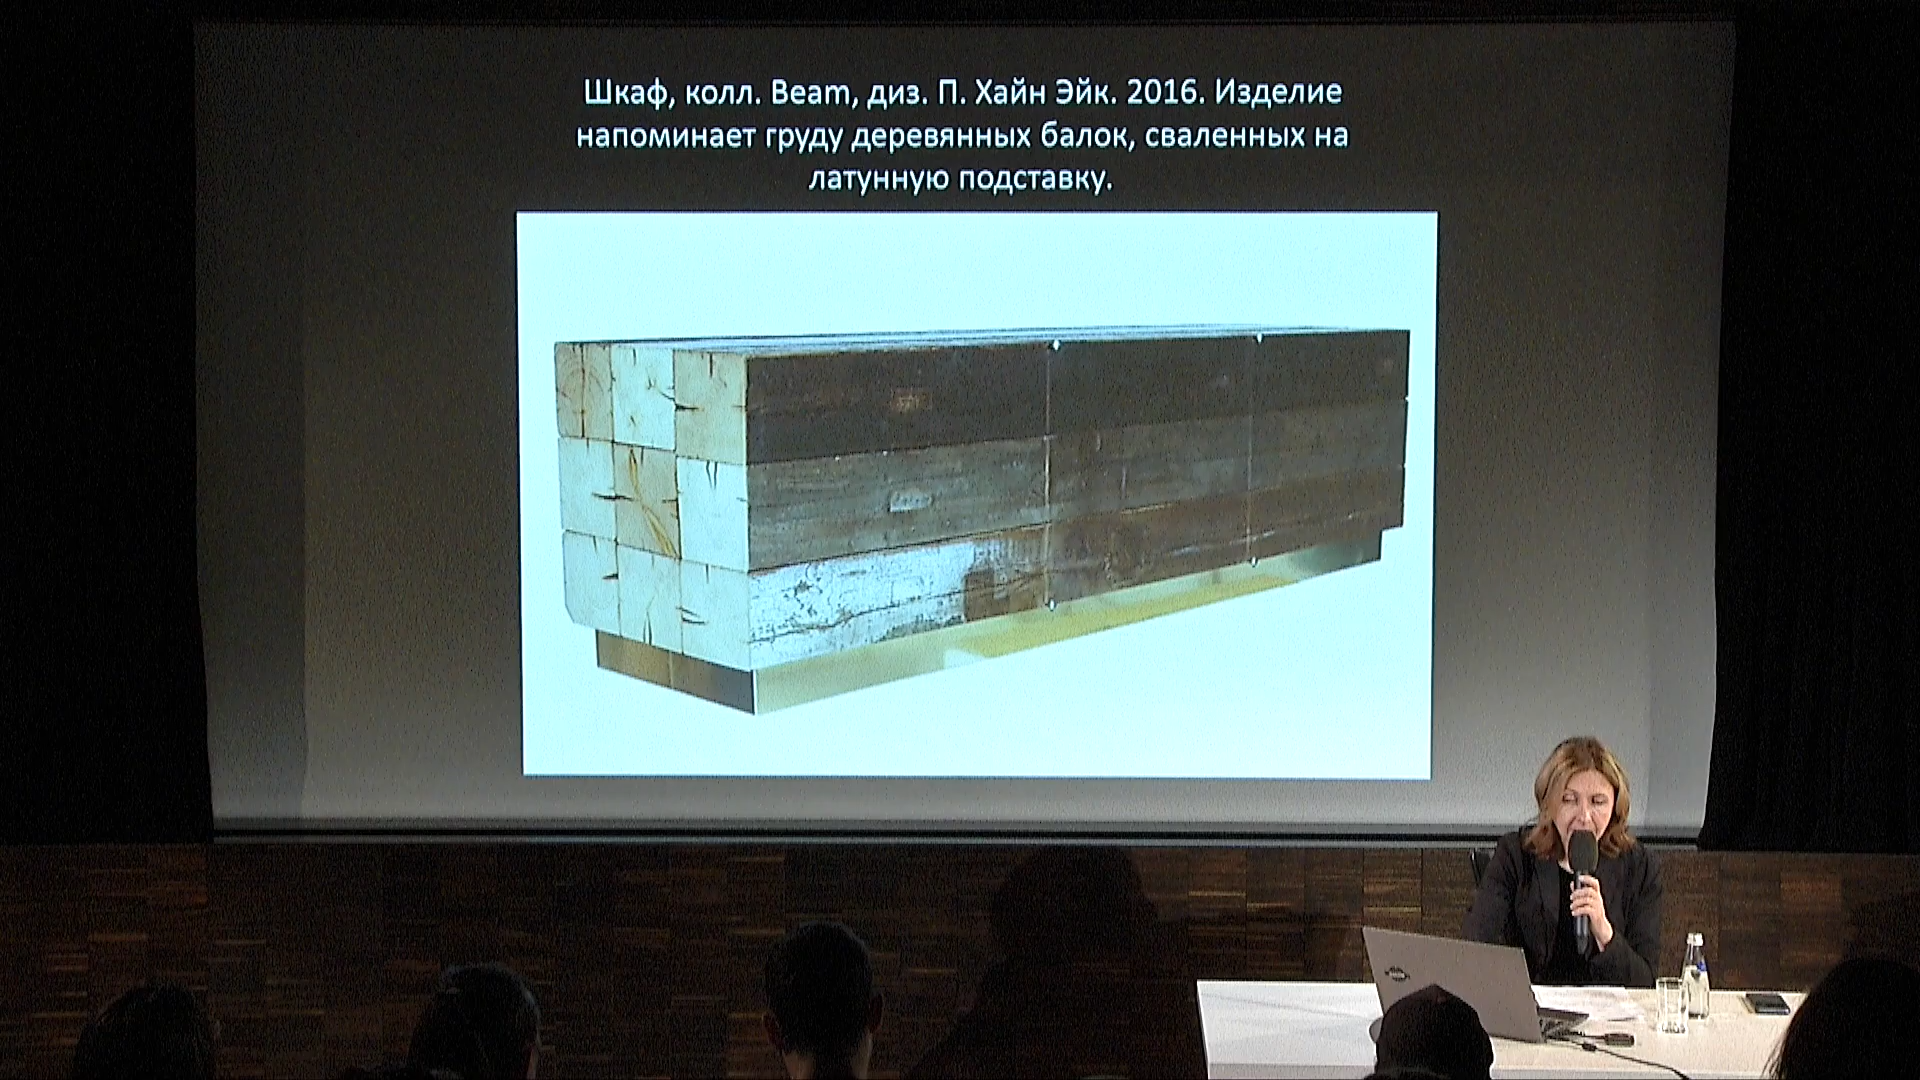 Шкаф, колл. Beam, диз. П. Хайн Эйк. 2016. Изделие
напоминает груду деревянных балок, сваленных на
латунную подставку.